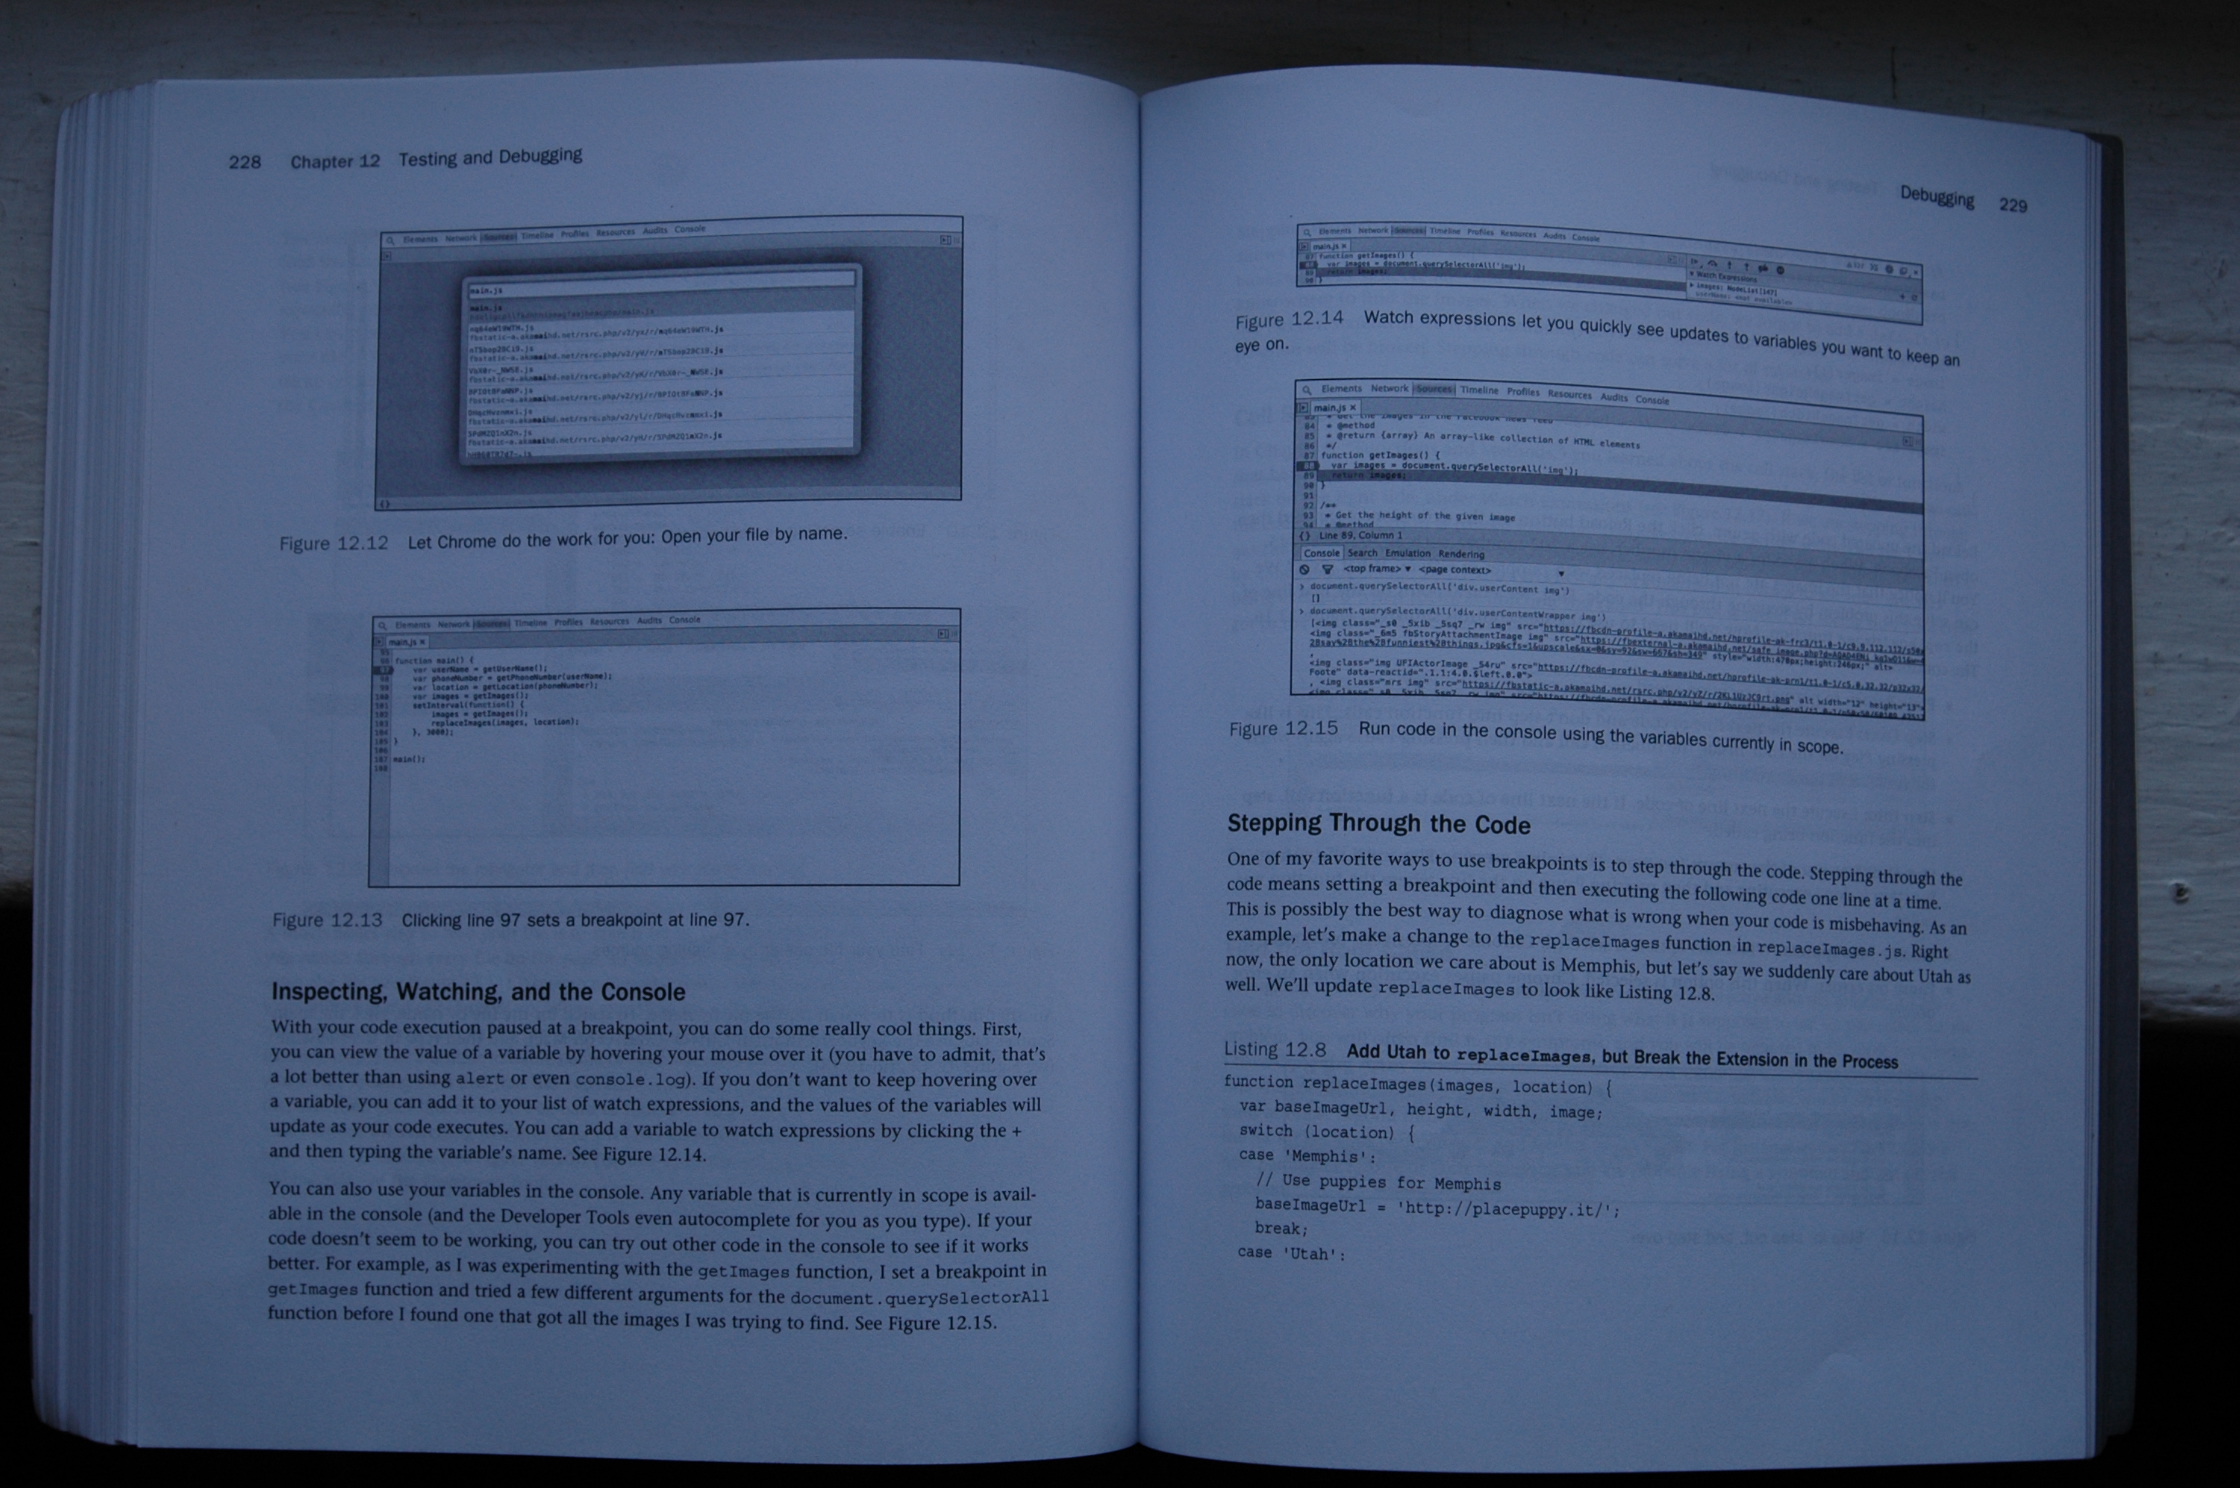 228 Chapter 12 Testing and Debugging
Elements Network Sources Timeline Profiles Resources Audits Console
main.js
main.js
Figure 12.12 Let Chrome do the work for you: Open your file by name.
Elements Network Sources Timeline Profiles Resources Audits Console
main.js ×
function main() {
var userName = getUserName();
var phoneNumber = getPhoneNumber(userName);
var location = getLocation(phoneNumber);
var images = getImages();
setInterval(function() {
images = getImages();
replaceImages(images, location);
}, 3000);
}
main();
Figure 12.13 Clicking line 97 sets a breakpoint at line 97.
Inspecting, Watching, and the Console
With your code execution paused at a breakpoint, you can do some really cool things. First,
you can view the value of a variable by hovering your mouse over it (you have to admit, that's
a lot better than using alert or even console.log). If you don't want to keep hovering over
a variable, you can add it to your list of watch expressions, and the values of the variables will
update as your code executes. You can add a variable to watch expressions by clicking the +
and then typing the variable's name. See Figure 12.14.
You can also use your variables in the console. Any variable that is currently in scope is avail-
able in the console (and the Developer Tools even autocomplete for you as you type). If your
code doesn't seem to be working, you can try out other code in the console to see if it works
better. For example, as I was experimenting with the getImages function, I set a breakpoint in
getImages function and tried a few different arguments for the document.querySelectorAll
function before I found one that got all the images I was trying to find. See Figure 12.15.
Debugging 229
Elements Network Sources Timeline Profiles Resources Audits Console
main.js ×
function getImages() {
var images = document.querySelectorAll('img');
return images;
Watch Expressions
images: NodeList[147]
Figure 12.14 Watch expressions let you quickly see updates to variables you want to keep an
eye on.
Elements Network Sources Timeline Profiles Resources Audits Console
main.js ×
84 * @method
85 * @return {array} An array-like collection of HTML elements
86 */
87 function getImages() {
88 var images = document.querySelectorAll('img');
89 return images;
90 }
91
92 /**
93 * Get the height of the given image
94 * @method
{} Line 89, Column 1
Console Search Emulation Rendering
<top frame> ▼ <page context> ▼
> document.querySelectorAll('div.userContent img')
[]
> document.querySelectorAll('div.userContentWrapper img')
Figure 12.15 Run code in the console using the variables currently in scope.
Stepping Through the Code
One of my favorite ways to use breakpoints is to step through the code. Stepping through the
code means setting a breakpoint and then executing the following code one line at a time.
This is possibly the best way to diagnose what is wrong when your code is misbehaving. As an
example, let's make a change to the replaceImages function in replaceImages.js. Right
now, the only location we care about is Memphis, but let's say we suddenly care about Utah as
well. We'll update replaceImages to look like Listing 12.8.
Listing 12.8 Add Utah to replaceImages, but Break the Extension in the Process
function replaceImages(images, location) {
var baseImageUrl, height, width, image;
switch (location) {
case 'Memphis':
// Use puppies for Memphis
baseImageUrl = 'http://placepuppy.it/';
break;
case 'Utah':